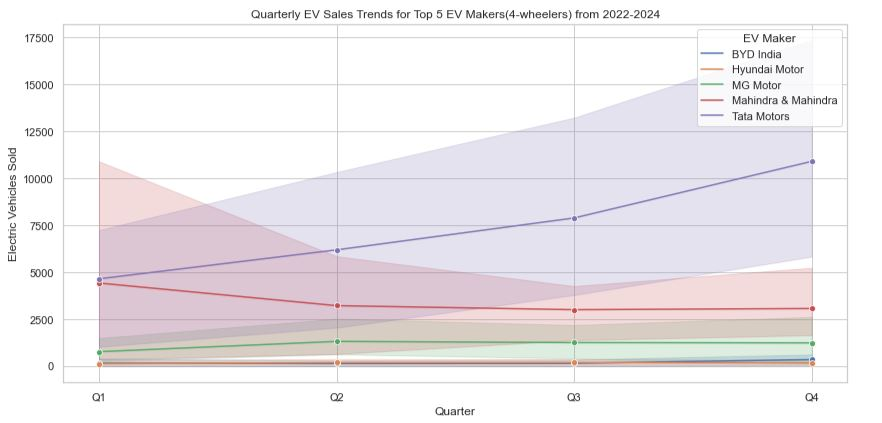 Quarterly EV Sales Trends for Top 5 EV Makers(4-wheelers) from 2022-2024
17500
15000
12500
10000
7500
5000
2500
0
Electric Vehicles Sold
EV Maker
BYD India
Hyundai Motor
MG Motor
Mahindra & Mahindra
Tata Motors
Q1 Q2 Q3 Q4
Quarter